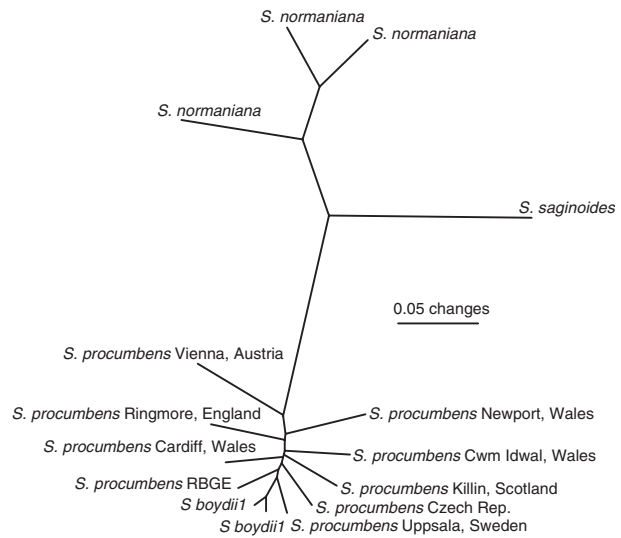 S. normaniana
S. normaniana
S. normaniana
S. saginoides
0.05 changes
S. procumbens Vienna, Austria
S. procumbens Ringmore, England
S. procumbens Newport, Wales
S. procumbens Cardiff, Wales
S. procumbens Cwm Idwal, Wales
S. procumbens RBGE
S. procumbens Killin, Scotland
S boydii1
S. procumbens Czech Rep.
S boydii1
S. procumbens Uppsala, Sweden